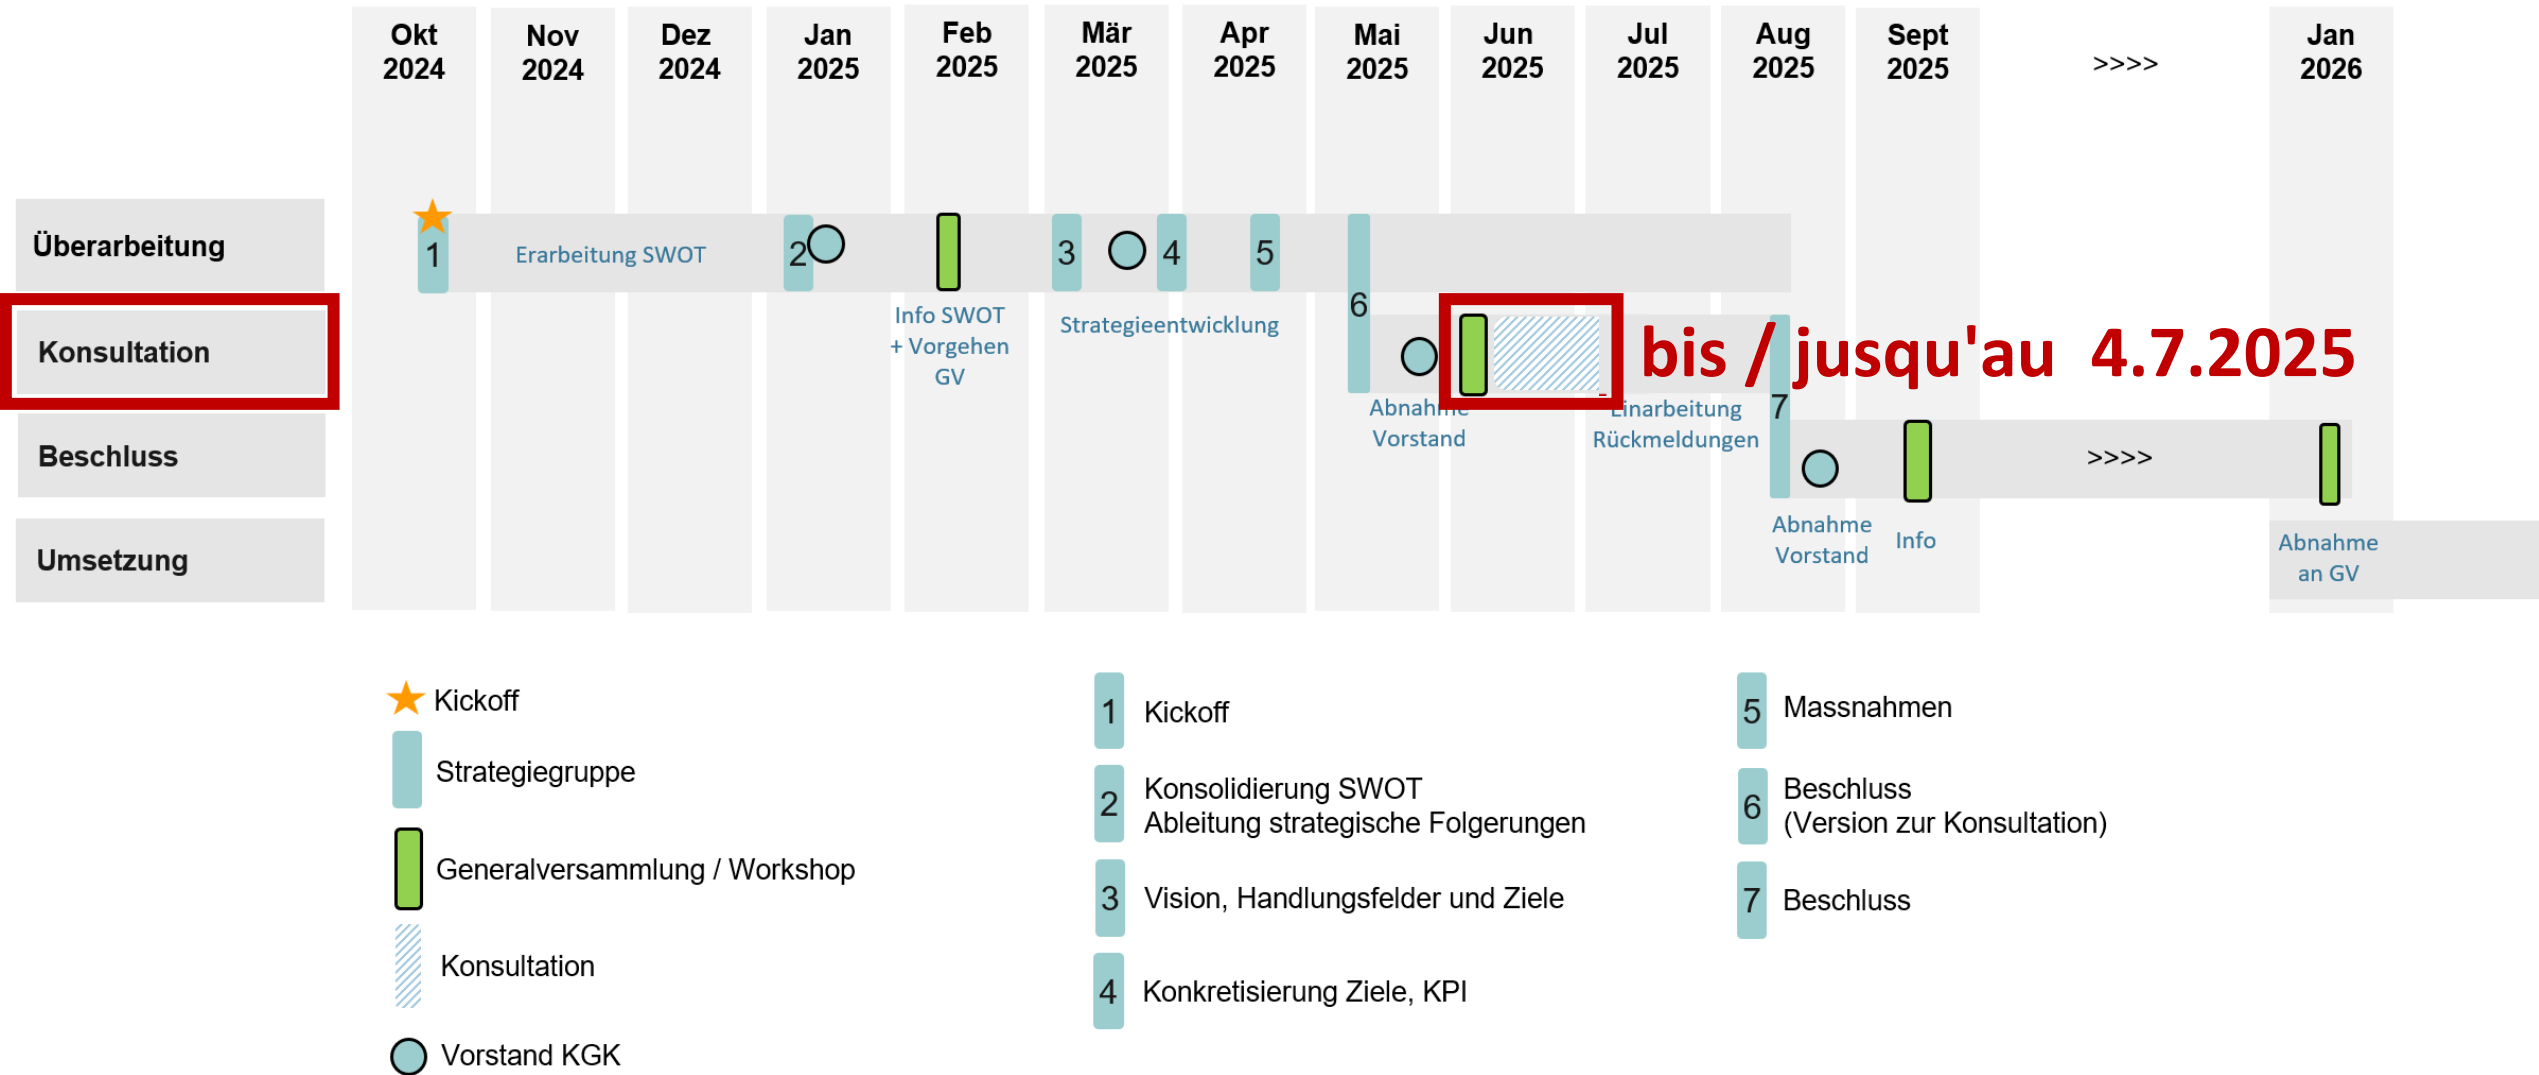 Okt
2024
Nov
2024
Dez
2024
Jan
2025
Feb
2025
Mär
2025
Apr
2025
Mai
2025
Jun
2025
Jul
2025
Aug
2025
Sept
2025
>>>>
Jan
2026
Überarbeitung
1
Erarbeitung SWOT
2
3
4
5
6
Info SWOT
+ Vorgehen
GV
Strategieentwicklung
Konsultation
bis / jusqu'au 4.7.2025
Abnahme
Vorstand
Einarbeitung
Rückmeldungen
7
Beschluss
>>>>
Abnahme
Vorstand
Info
Umsetzung
Abnahme
an GV
Kickoff
Strategiegruppe
Generalversammlung / Workshop
Konsultation
Vorstand KGK
1 Kickoff
2 Konsolidierung SWOT
Ableitung strategische Folgerungen
3 Vision, Handlungsfelder und Ziele
4 Konkretisierung Ziele, KPI
5 Massnahmen
6 Beschluss
(Version zur Konsultation)
7 Beschluss